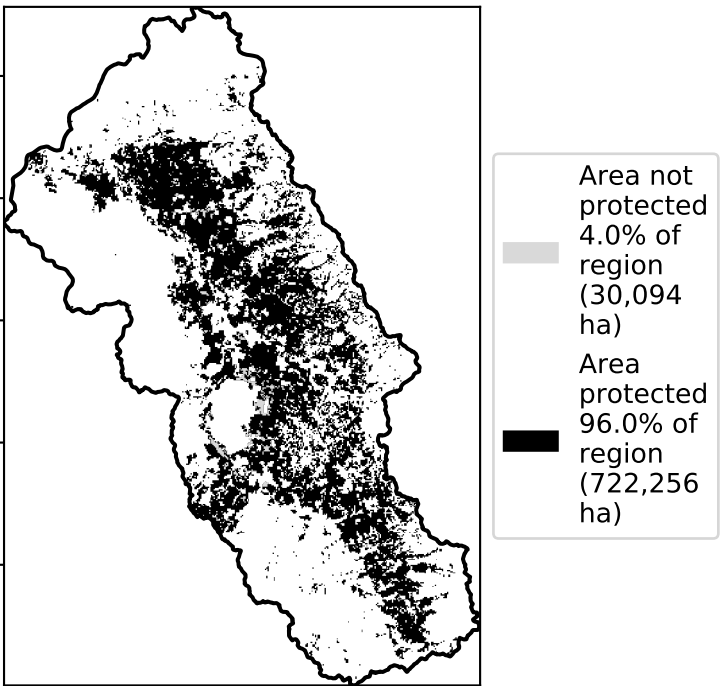 Area not
protected
4.0% of
region
(30,094
ha)
Area
protected
96.0% of
region
(722,256
ha)